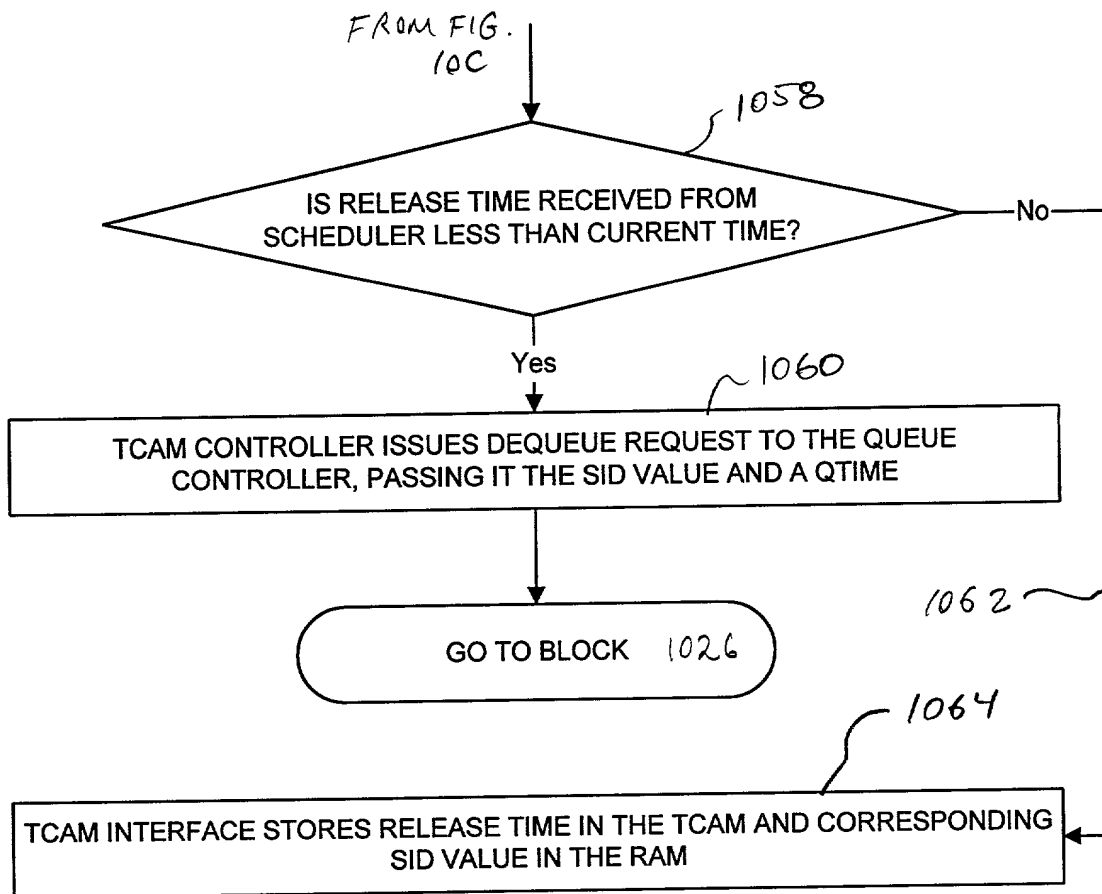 FROM FIG.
10C
1058
IS RELEASE TIME RECEIVED FROM
SCHEDULER LESS THAN CURRENT TIME?
No
Yes
1060
TCAM CONTROLLER ISSUES DEQUEUE REQUEST TO THE QUEUE
CONTROLLER, PASSING IT THE SID VALUE AND A QTIME
1062
GO TO BLOCK 1026
1064
TCAM INTERFACE STORES RELEASE TIME IN THE TCAM AND CORRESPONDING
SID VALUE IN THE RAM